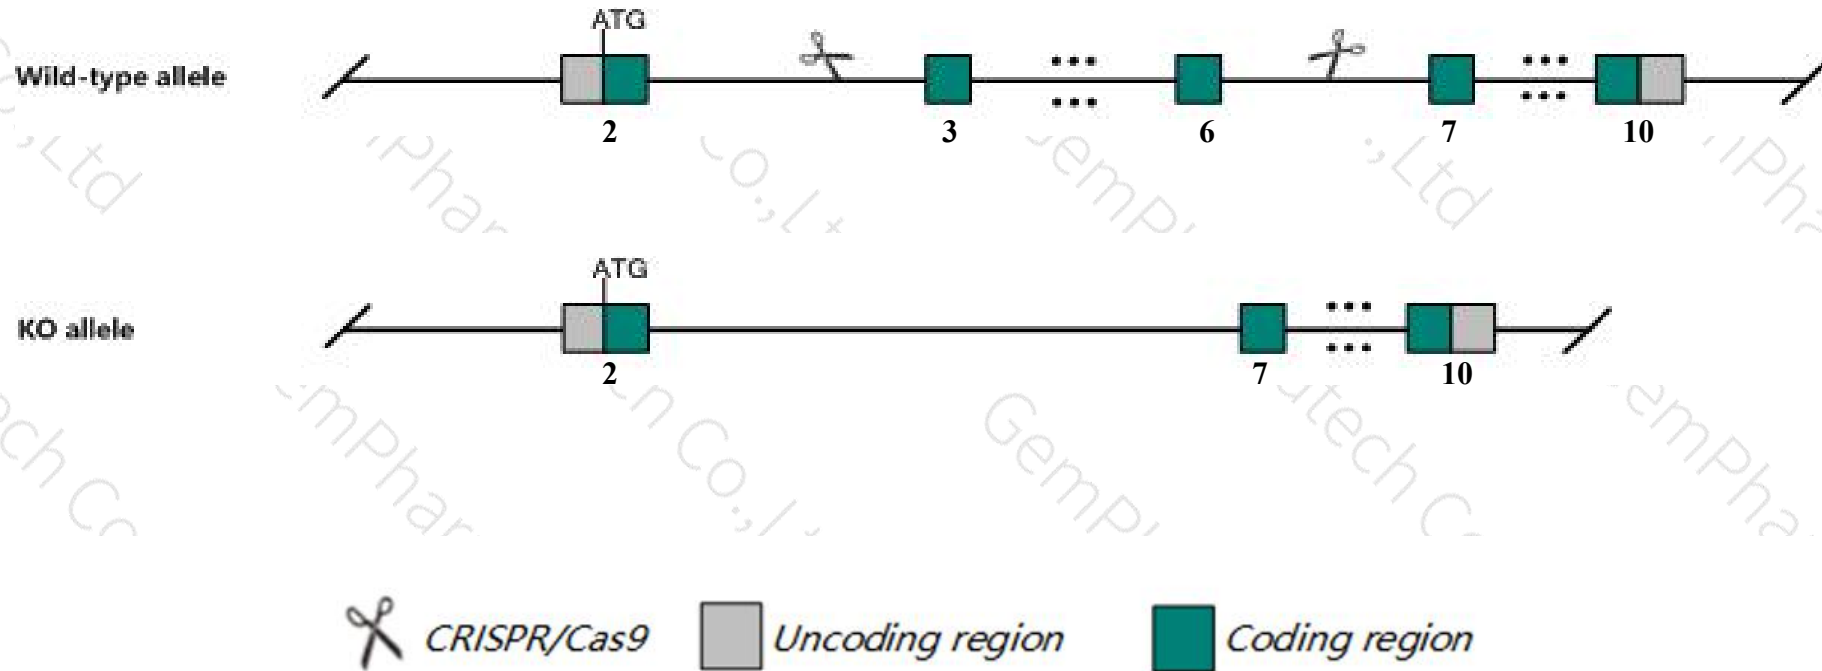 ATG
Wild-type allele
2 3 6 7 10
ATG
KO allele
2 7 10
CRISPR/Cas9 Uncoding region Coding region